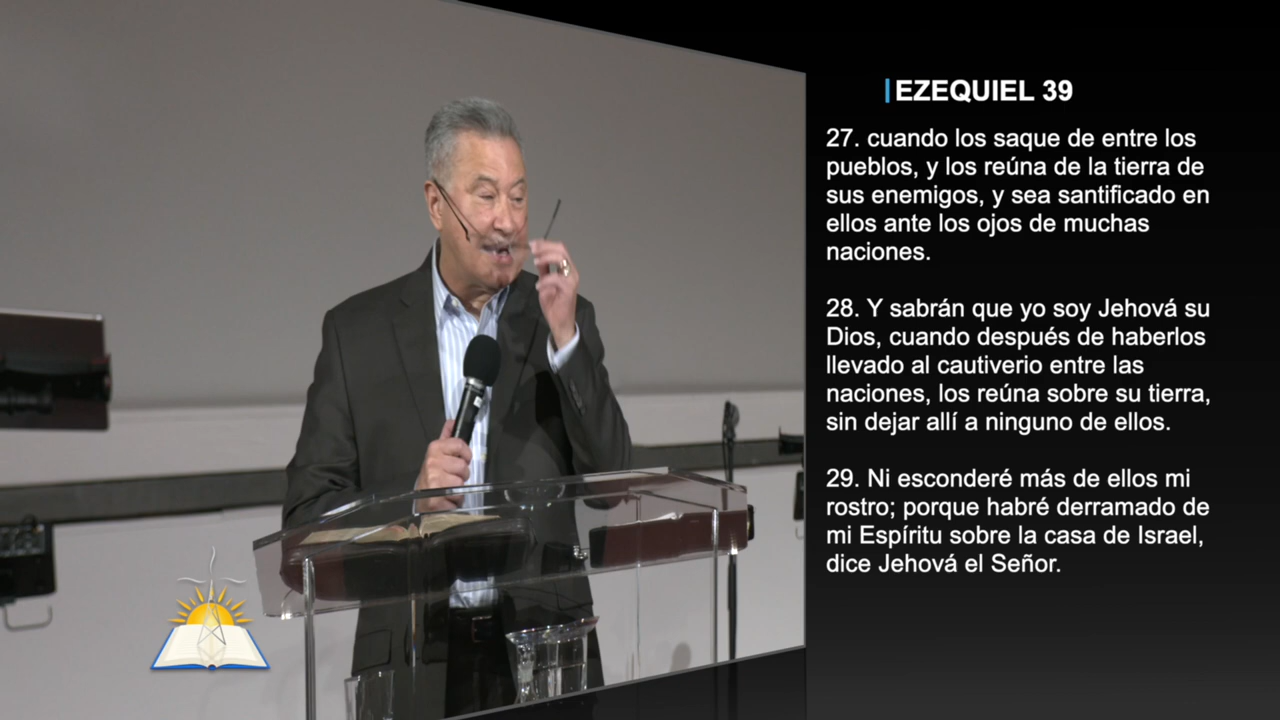 EZEQUIEL 39
27. cuando los saque de entre los
pueblos, y los reúna de la tierra de
sus enemigos, y sea santificado en
ellos ante los ojos de muchas
naciones.
28. Y sabrán que yo soy Jehová su
Dios, cuando después de haberlos
llevado al cautiverio entre las
naciones, los reúna sobre su tierra,
sin dejar allí a ninguno de ellos.
29. Ni esconderé más de ellos mi
rostro; porque habré derramado de
mi Espíritu sobre la casa de Israel,
dice Jehová el Señor.